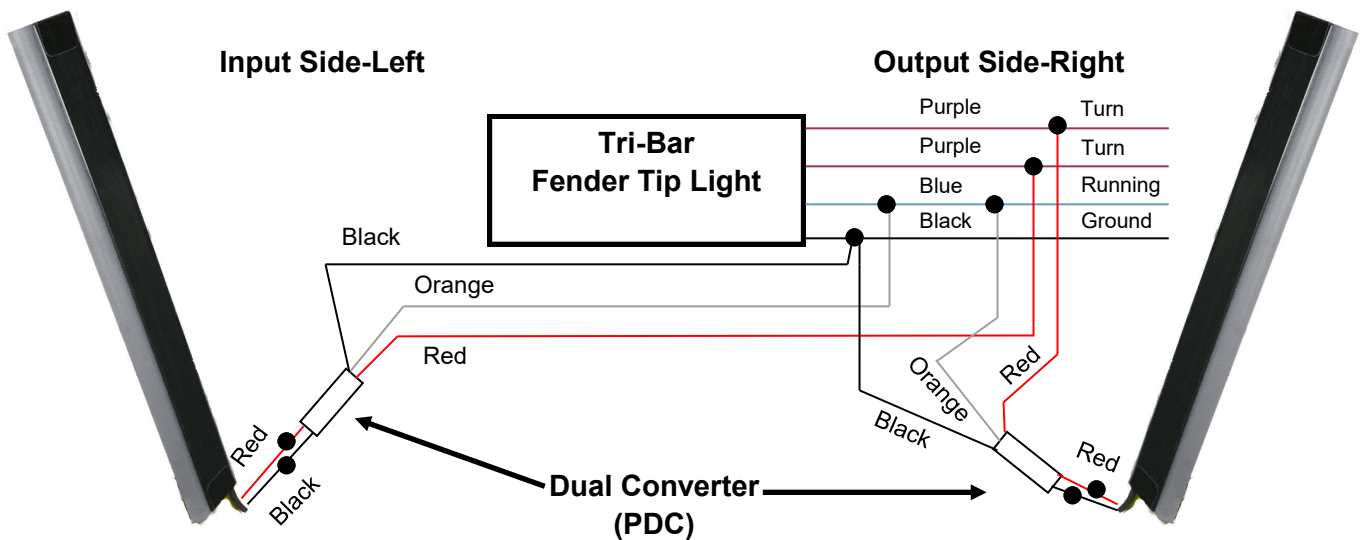 Input Side-Left
Output Side-Right
Tri-Bar
Fender Tip Light
Purple
Turn
Purple
Turn
Blue
Running
Black
Ground
Black
Orange
Red
Red
Black
Orange
Red
Black
Red
Dual Converter
(PDC)